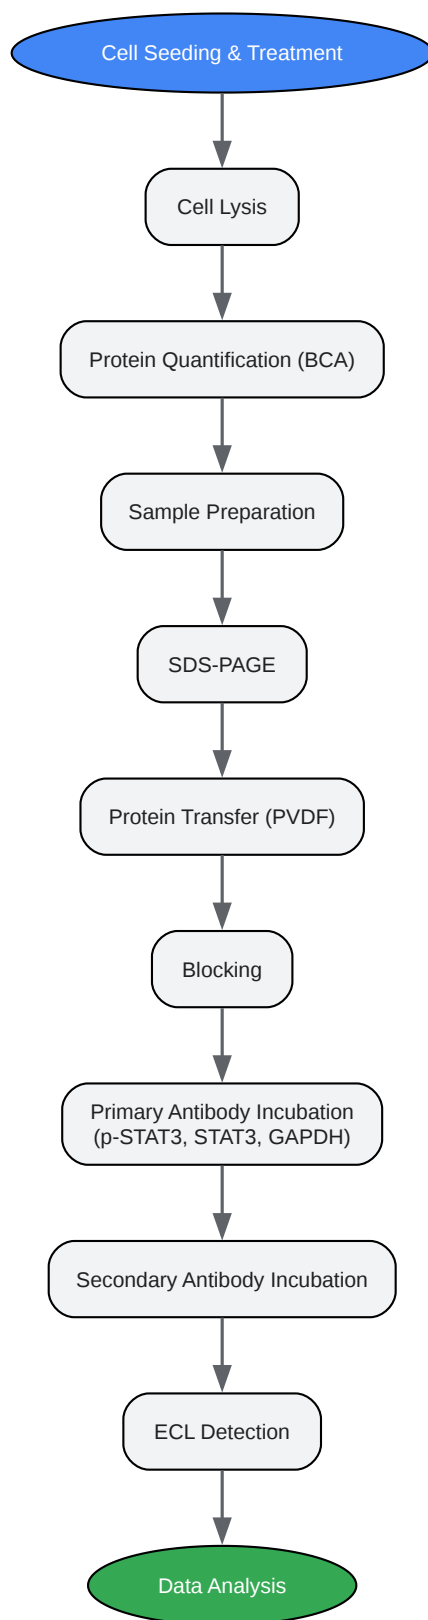 Cell Seeding & Treatment
Cell Lysis
Protein Quantification (BCA)
Sample Preparation
SDS-PAGE
Protein Transfer (PVDF)
Blocking
Primary Antibody Incubation
(p-STAT3, STAT3, GAPDH)
Secondary Antibody Incubation
ECL Detection
Data Analysis